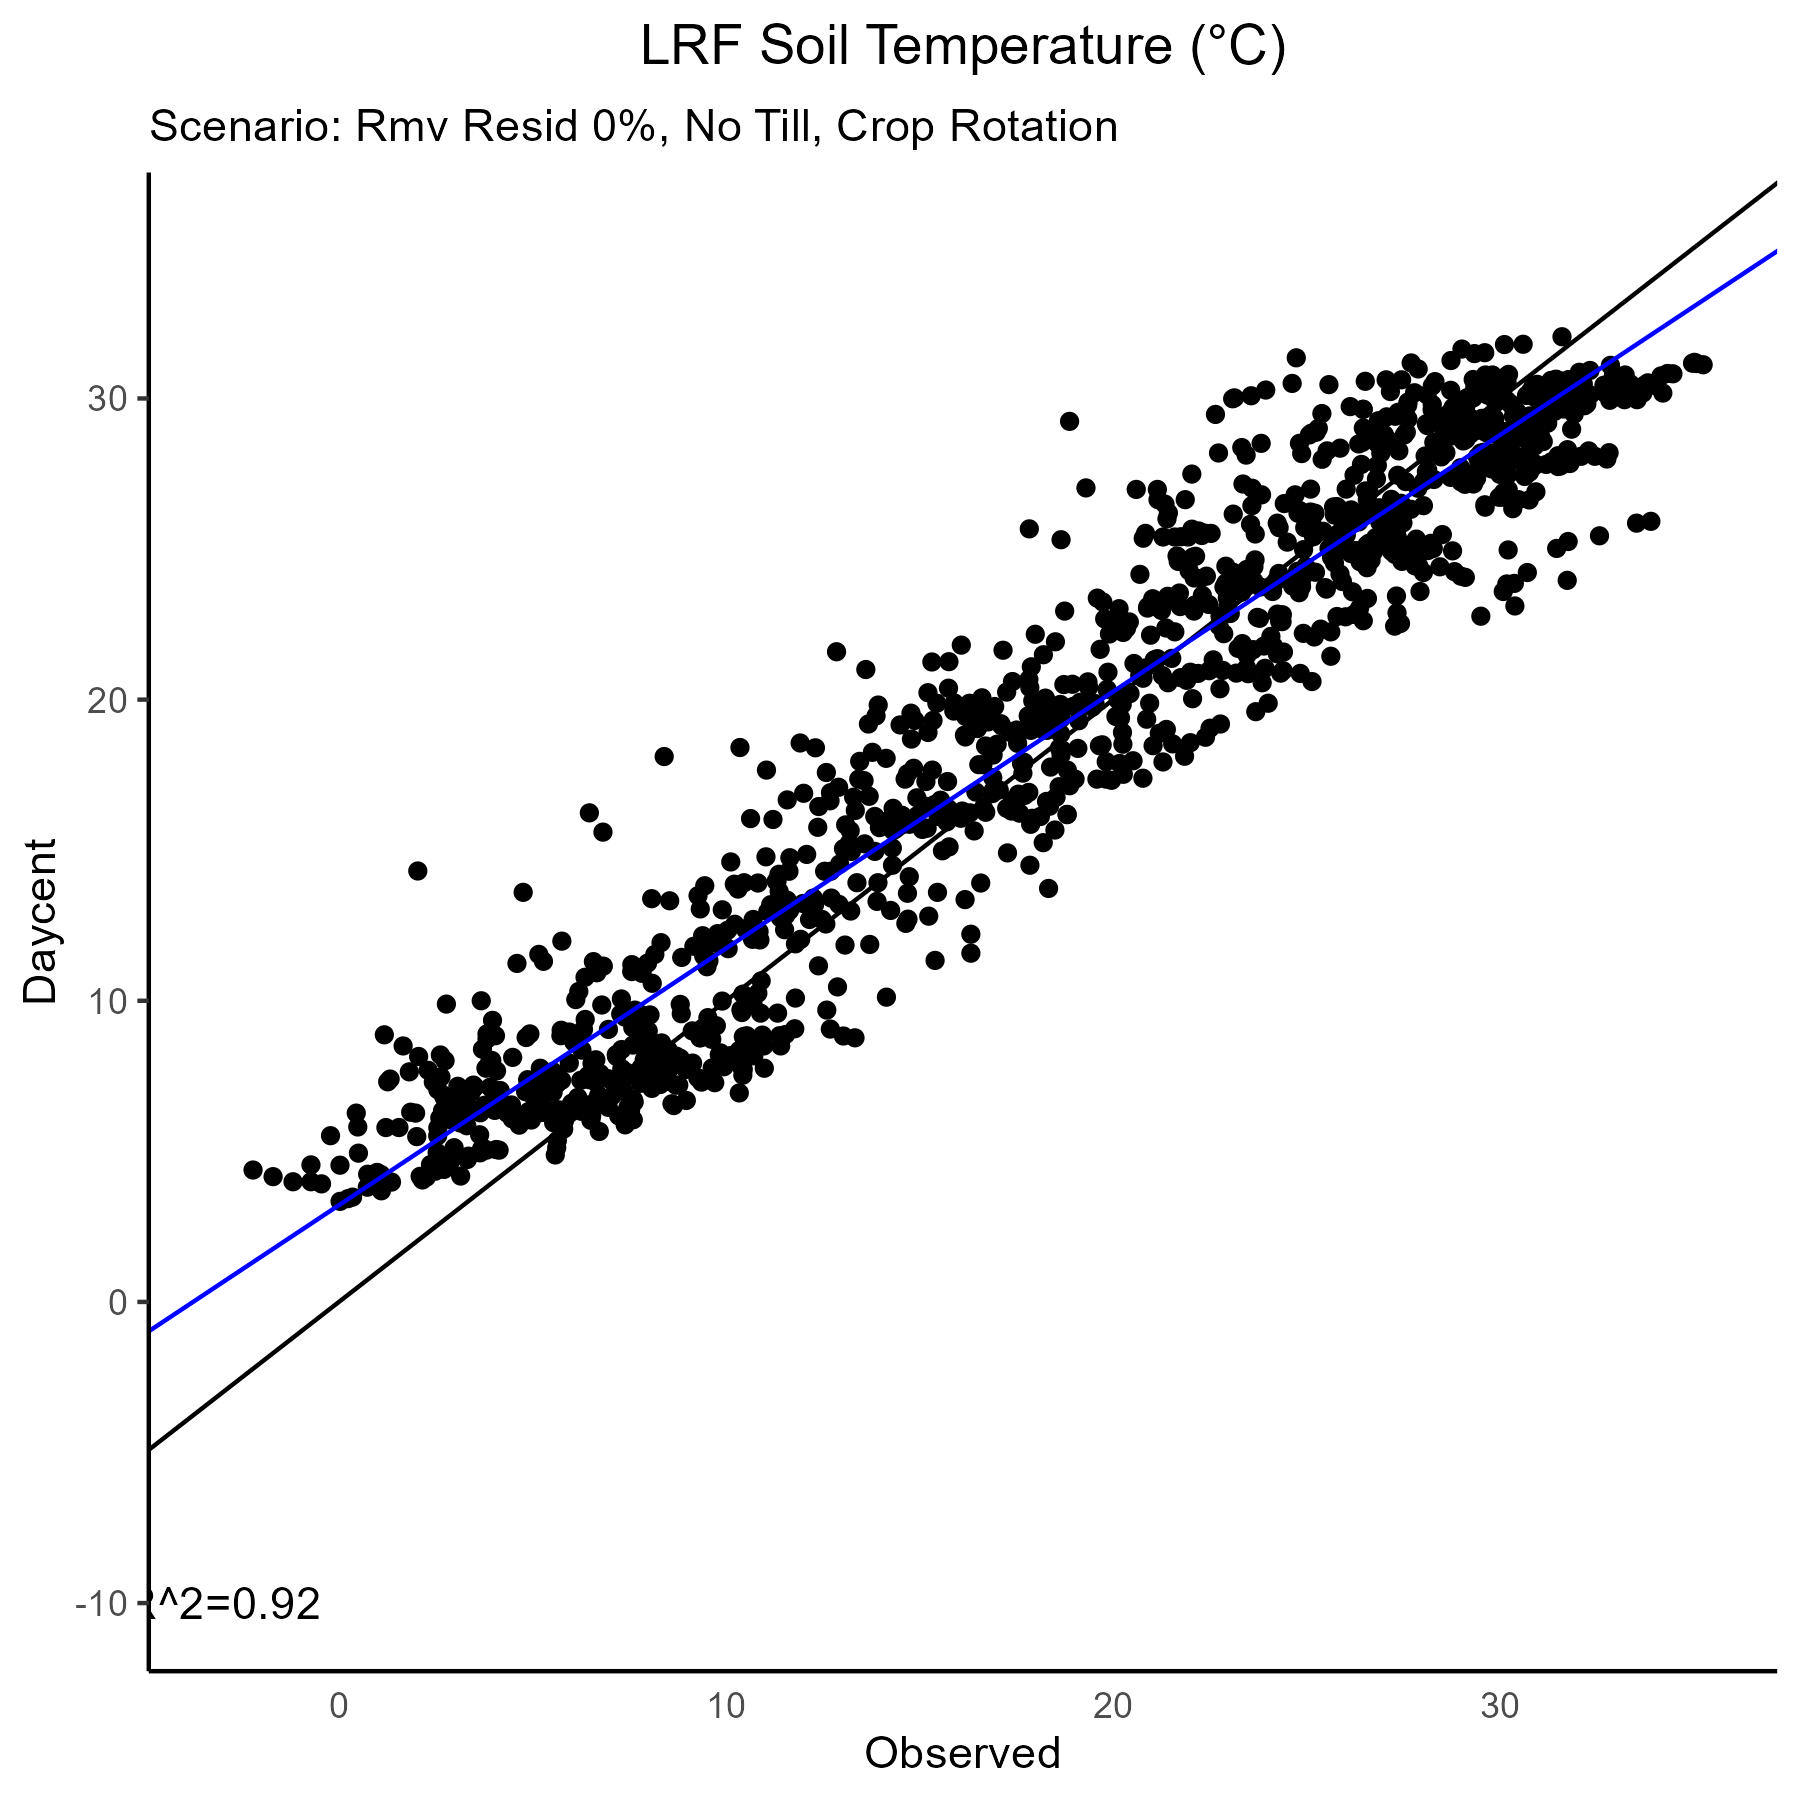 LRF Soil Temperature (°C)
Scenario: Rmv Resid 0%, No Till, Crop Rotation
Daycent
30
20
10
0
-10
R^2=0.92
0 10 20 30
Observed